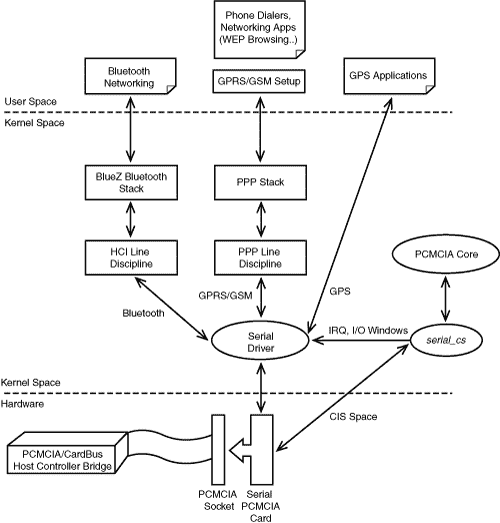 Phone Dialers,
Networking Apps
(WEP Browsing..)
Bluetooth
Networking
GPRS/GSM Setup
GPS Applications
User Space
Kernel Space
BlueZ Bluetooth
Stack
PPP Stack
HCI Line
Discipline
PPP Line
Discipline
PCMCIA Core
GPRS/GSM
GPS
Bluetooth
Serial
Driver
IRQ, I/O Windows
serial_cs
Kernel Space
Hardware
CIS Space
PCMCIA/CardBus
Host Controller Bridge
PCMCIA
Socket
Serial
PCMCIA
Card